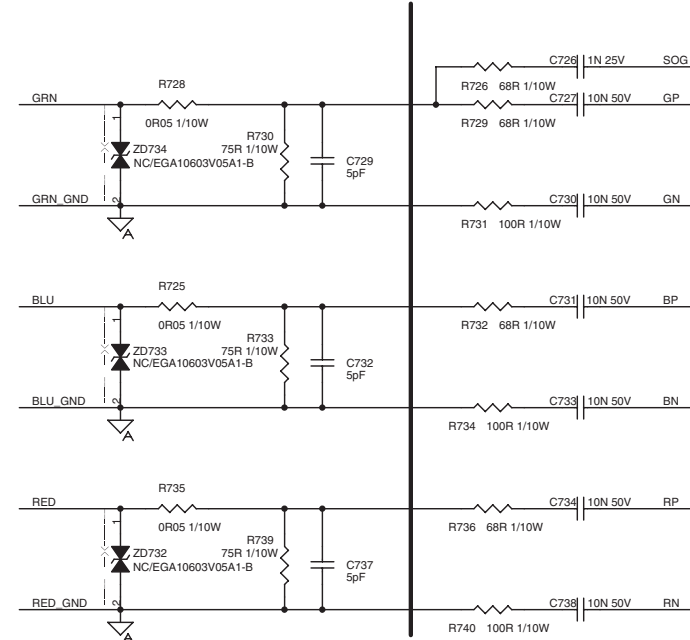 C726 1N 25V SOG
R726 68R 1/10W
GRN R728 C727 10N 50V GP
0R05 1/10W R729 68R 1/10W
1
R730
75R 1/10W
ZD734
NC/EGA10603V05A1-B
C729
5pF
2
GRN_GND C730 10N 50V GN
A
R731 100R 1/10W
BLU R725 C731 10N 50V BP
0R05 1/10W R732 68R 1/10W
1
R733
75R 1/10W
ZD733
NC/EGA10603V05A1-B
C732
5pF
2
BLU_GND C733 10N 50V BN
A
R734 100R 1/10W
RED R735 C734 10N 50V RP
0R05 1/10W R736 68R 1/10W
1
R739
75R 1/10W
ZD732
NC/EGA10603V05A1-B
C737
5pF
2
RED_GND C738 10N 50V RN
A
R740 100R 1/10W